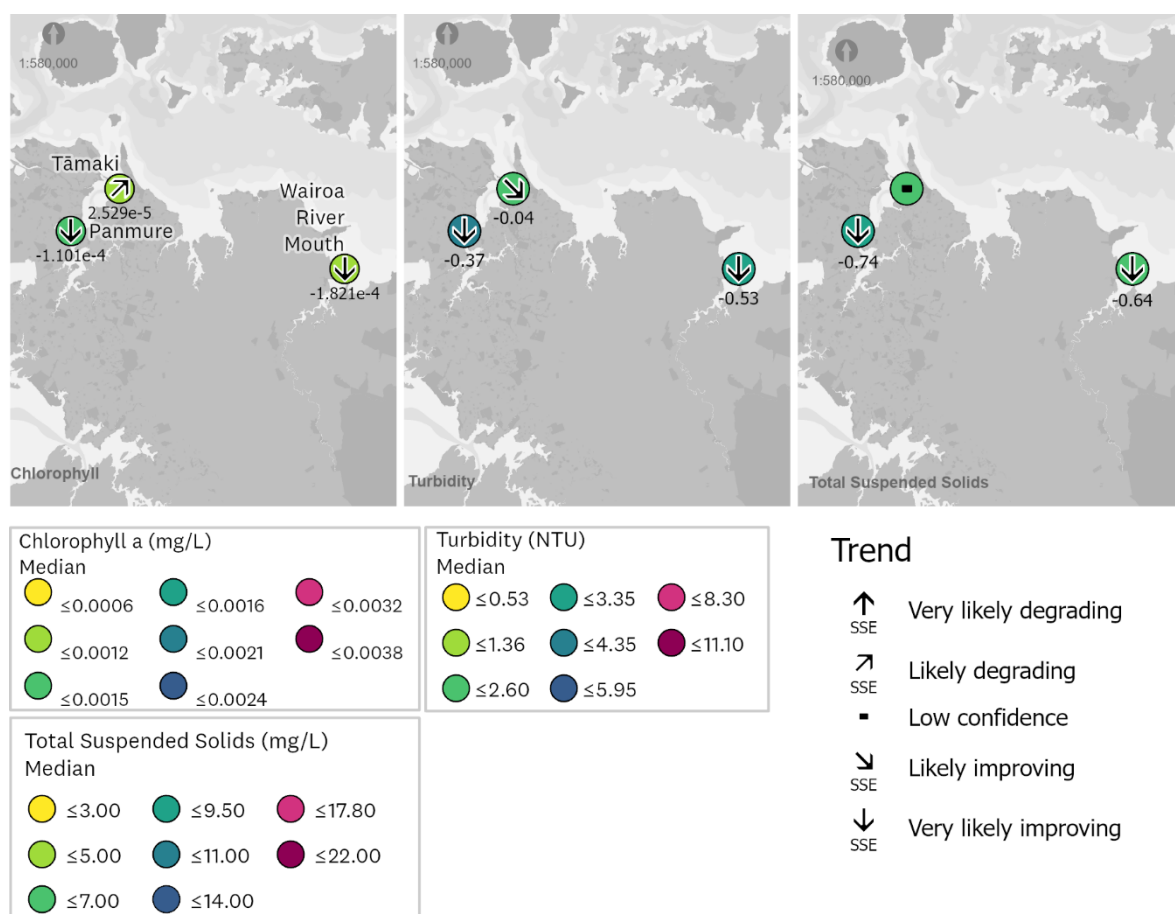 1:580,000
Tāmaki
2.529e-5
Panmure
-1.101e-4
Wairoa
River
Mouth
-1.821e-4
Chlorophyll
-0.04
-0.37
-0.53
Turbidity
1:580,000
1:580,000
-0.74
-0.64
Total Suspended Solids
Chlorophyll a (mg/L)
Median
≤0.0006
≤0.0016
≤0.0032
≤0.0012
≤0.0021
≤0.0038
≤0.0015
≤0.0024
Turbidity (NTU)
Median
≤0.53
≤3.35
≤8.30
≤1.36
≤4.35
≤11.10
≤2.60
≤5.95
Total Suspended Solids (mg/L)
Median
≤3.00
≤9.50
≤17.80
≤5.00
≤11.00
≤22.00
≤7.00
≤14.00
Trend
SSE Very likely degrading
SSE Likely degrading
Low confidence
SSE Likely improving
SSE Very likely improving